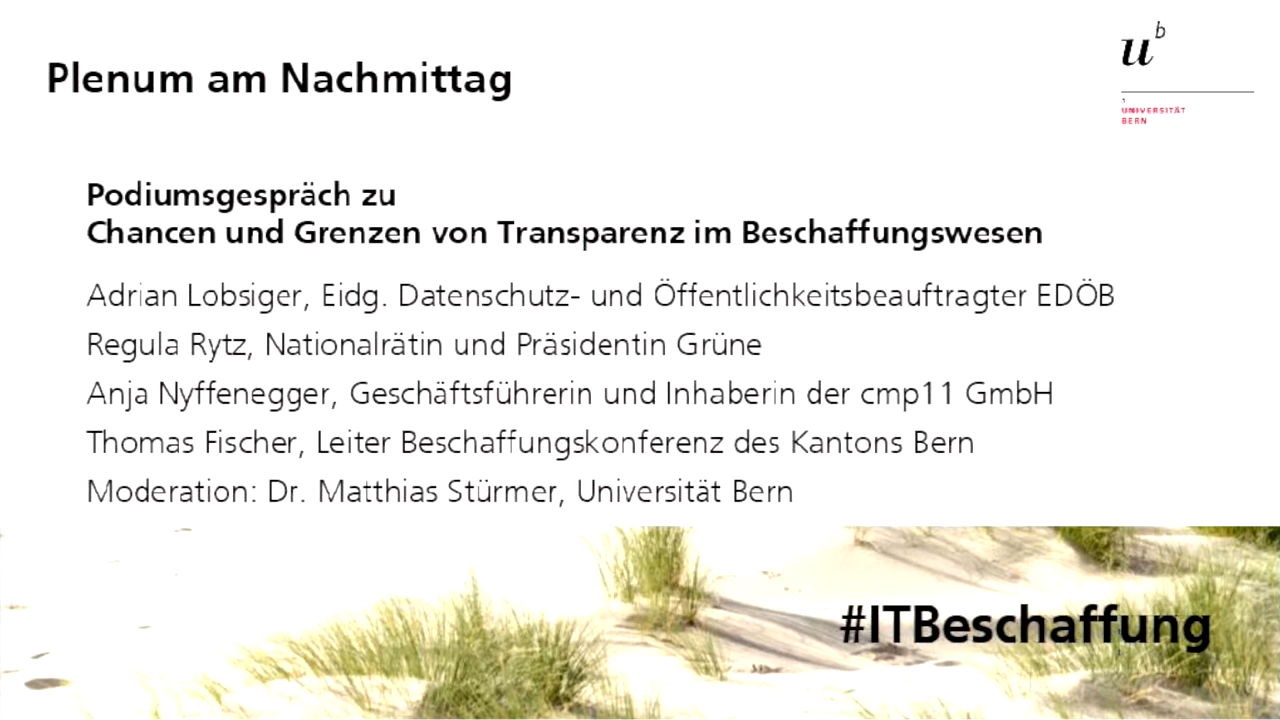 Plenum am Nachmittag
u b
UNIVERSITÄT
BERN
Podiumsgespräch zu
Chancen und Grenzen von Transparenz im Beschaffungswesen
Adrian Lobsiger, Eidg. Datenschutz- und Öffentlichkeitsbeauftragter EDÖB
Regula Rytz, Nationalrätin und Präsidentin Grüne
Anja Nyffenegger, Geschäftsführerin und Inhaberin der cmp11 GmbH
Thomas Fischer, Leiter Beschaffungskonferenz des Kantons Bern
Moderation: Dr. Matthias Stürmer, Universität Bern
#ITBeschaffung